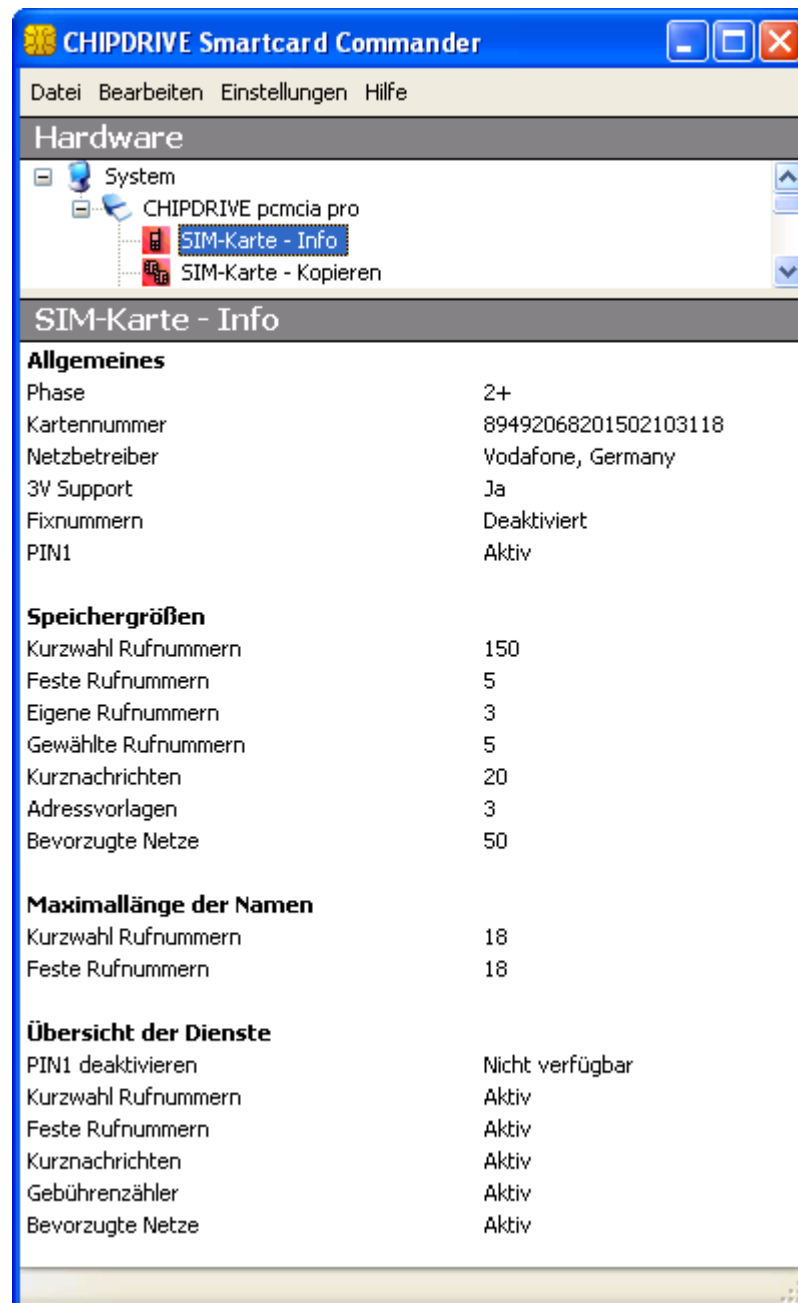 CHIPDRIVE Smartcard Commander
Datei Bearbeiten Einstellungen Hilfe
Hardware
System
CHIPDRIVE pcmcia pro
SIM-Karte - Info
SIM-Karte - Kopieren
SIM-Karte - Info
Allgemeines
Phase 2+
Kartennummer 89492068201502103118
Netzbetreiber Vodafone, Germany
3V Support Ja
Fixnummern Deaktiviert
PIN1 Aktiv
Speichergrößen
Kurzwahl Rufnummern 150
Feste Rufnummern 5
Eigene Rufnummern 3
Gewählte Rufnummern 5
Kurznachrichten 20
Adressvorlagen 3
Bevorzugte Netze 50
Maximallänge der Namen
Kurzwahl Rufnummern 18
Feste Rufnummern 18
Übersicht der Dienste
PIN1 deaktivieren Nicht verfügbar
Kurzwahl Rufnummern Aktiv
Feste Rufnummern Aktiv
Kurznachrichten Aktiv
Gebührenzähler Aktiv
Bevorzugte Netze Aktiv